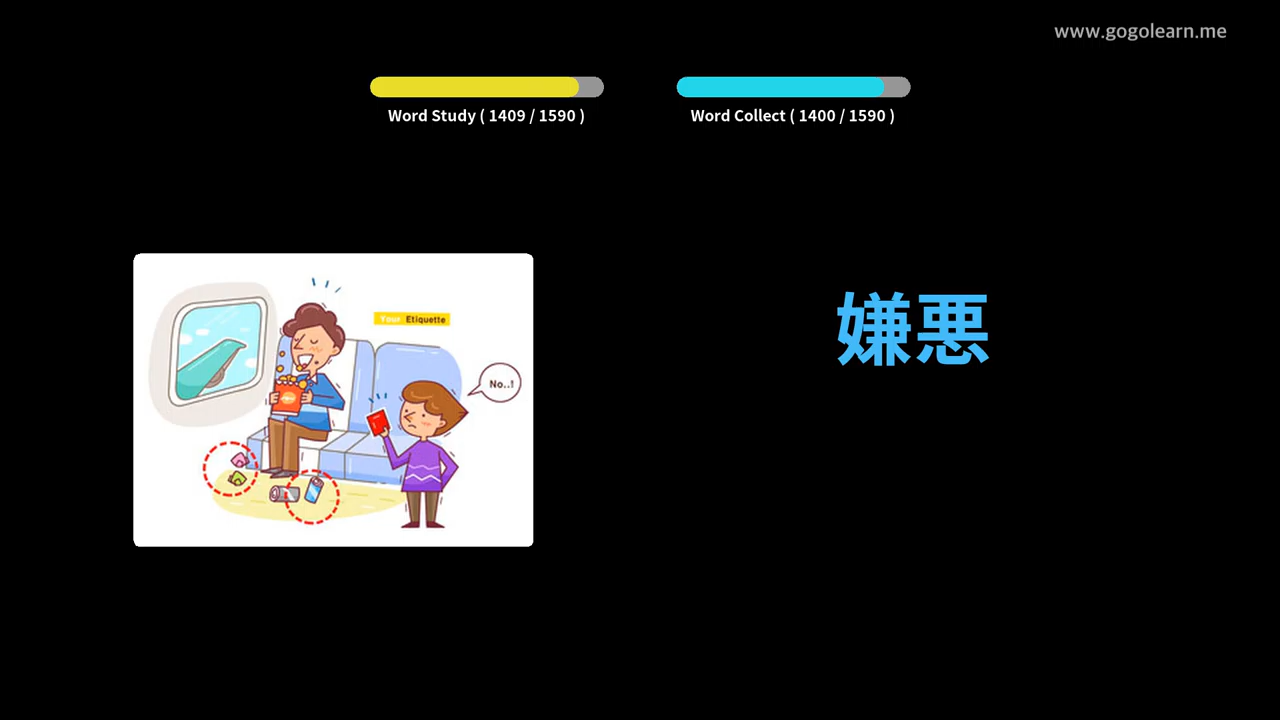 www.gogolearn.me
Word Study ( 1409 / 1590 )
Word Collect ( 1400 / 1590 )
Your Etiquette
No..!
嫌悪